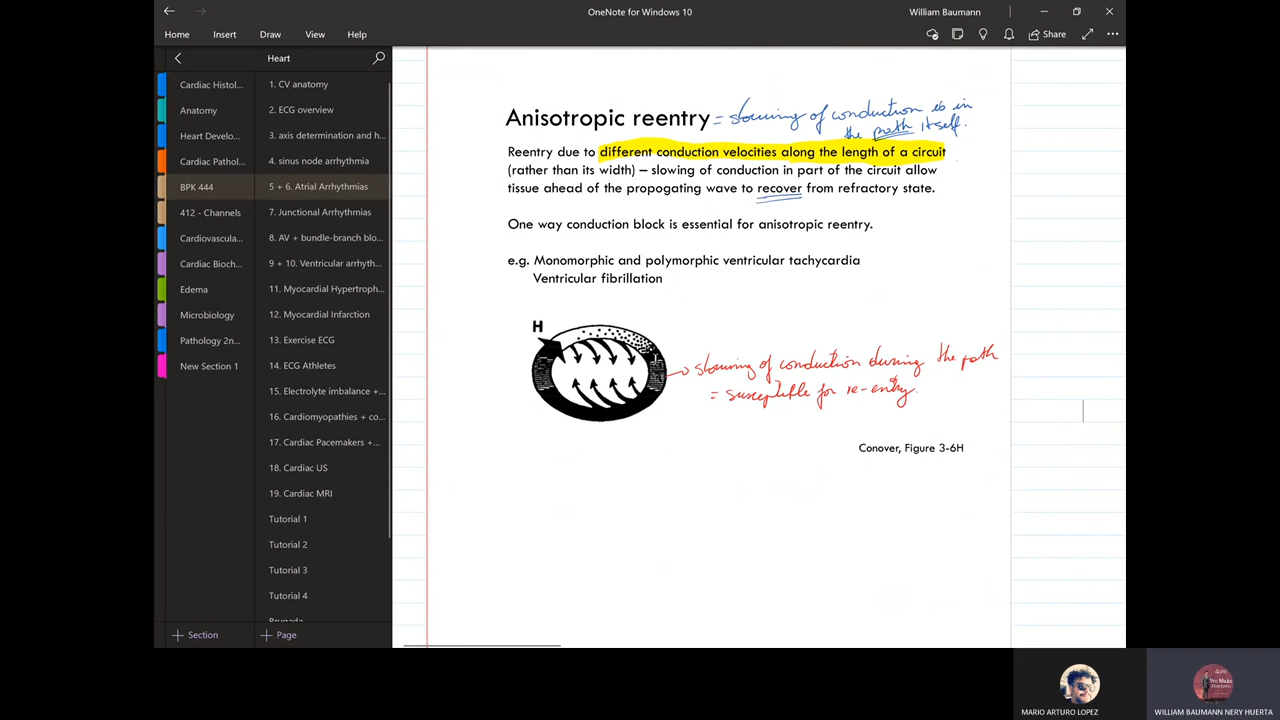 OneNote for Windows 10
William Baumann
Home Insert Draw View Help
Share
Heart
Cardiac Histol...
Anatomy
Heart Develo...
Cardiac Pathol...
BPK 444
412 - Channels
Cardiovascula...
Cardiac Bioch...
Edema
Microbiology
Pathology 2n...
New Section 1
Section
1. CV anatomy
2. ECG overview
3. axis determination and h...
4. sinus node arrhythmia
5 + 6. Atrial Arrhythmias
7. Junctional Arrhythmias
8. AV + bundle-branch blo...
9 + 10. Ventricular arryth...
11. Myocardial Hypertroph...
12. Myocardial Infarction
13. Exercise ECG
14. ECG Athletes
15. Electrolyte imbalance +...
16. Cardiomyopathies + co...
17. Cardiac Pacemakers +...
18. Cardiac US
19. Cardiac MRI
Tutorial 1
Tutorial 2
Tutorial 3
Tutorial 4
Brugada
Page
Anisotropic reentry = slowing of conduction is in
the path itself.
Reentry due to different conduction velocities along the length of a circuit
(rather than its width) – slowing of conduction in part of the circuit allow
tissue ahead of the propogating wave to recover from refractory state.
One way conduction block is essential for anisotropic reentry.
e.g. Monomorphic and polymorphic ventricular tachycardia
Ventricular fibrillation
H
slowing of conduction during the path
= susceptible for re-entry.
Conover, Figure 3-6H
MARIO ARTURO LOPEZ
WILLIAM BAUMANN NERY HUERTA